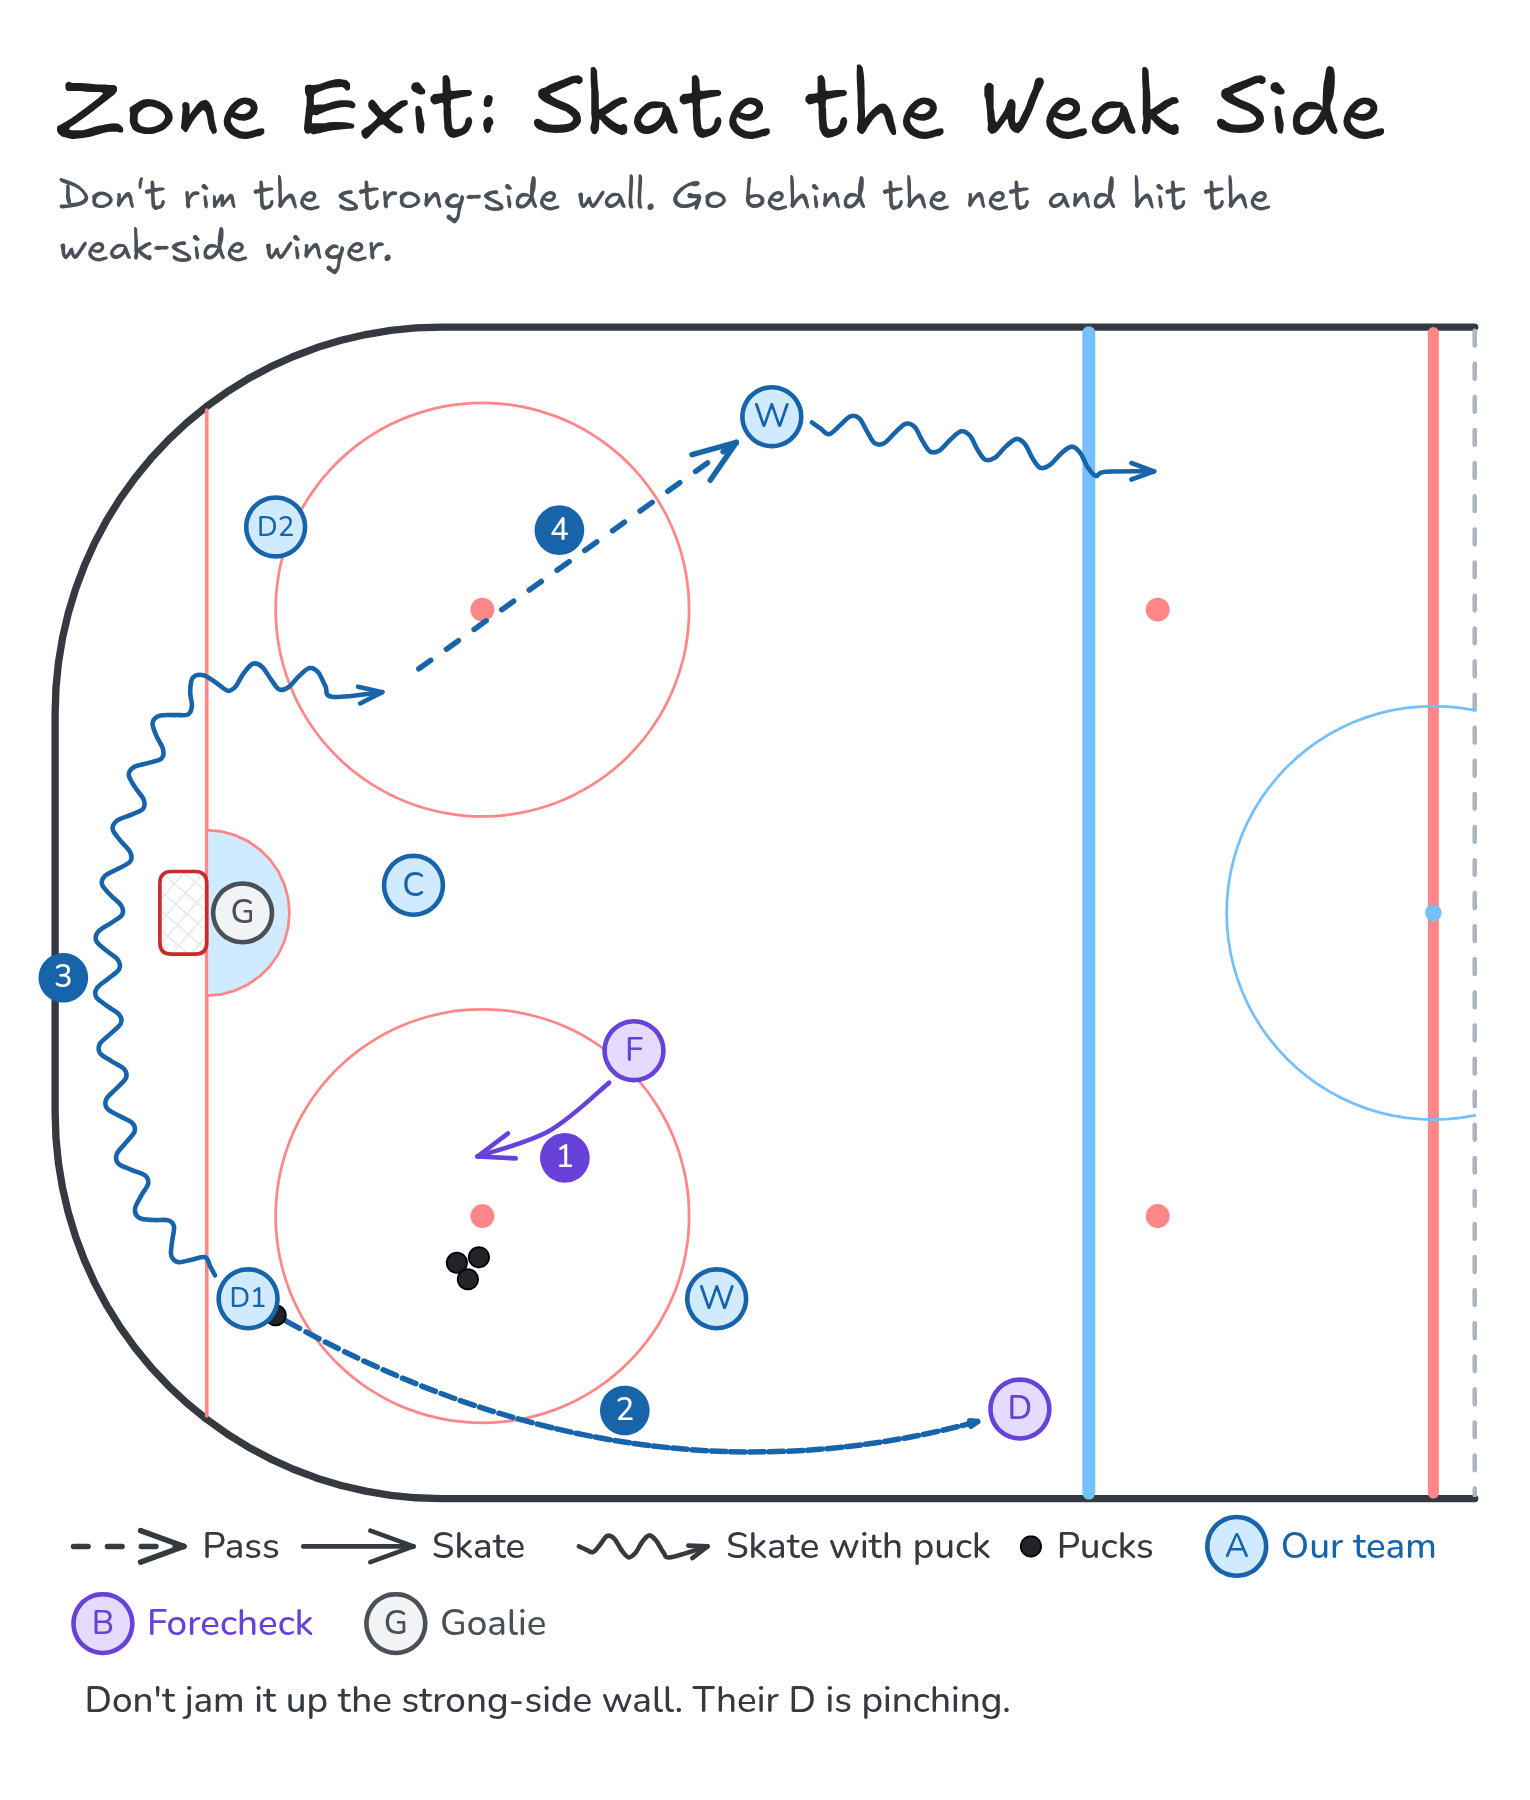 Zone Exit: Skate the Weak Side
Don't rim the strong-side wall. Go behind the net and hit the
weak-side winger.
W
D2
4
C
G
3
F
1
D1
W
2
D
Pass
Skate
Skate with puck
Pucks
A Our team
B Forecheck
G Goalie
Don't jam it up the strong-side wall. Their D is pinching.